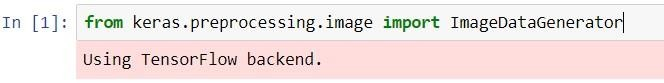 In [1]: from keras.preprocessing.image import ImageDataGenerator
Using TensorFlow backend.